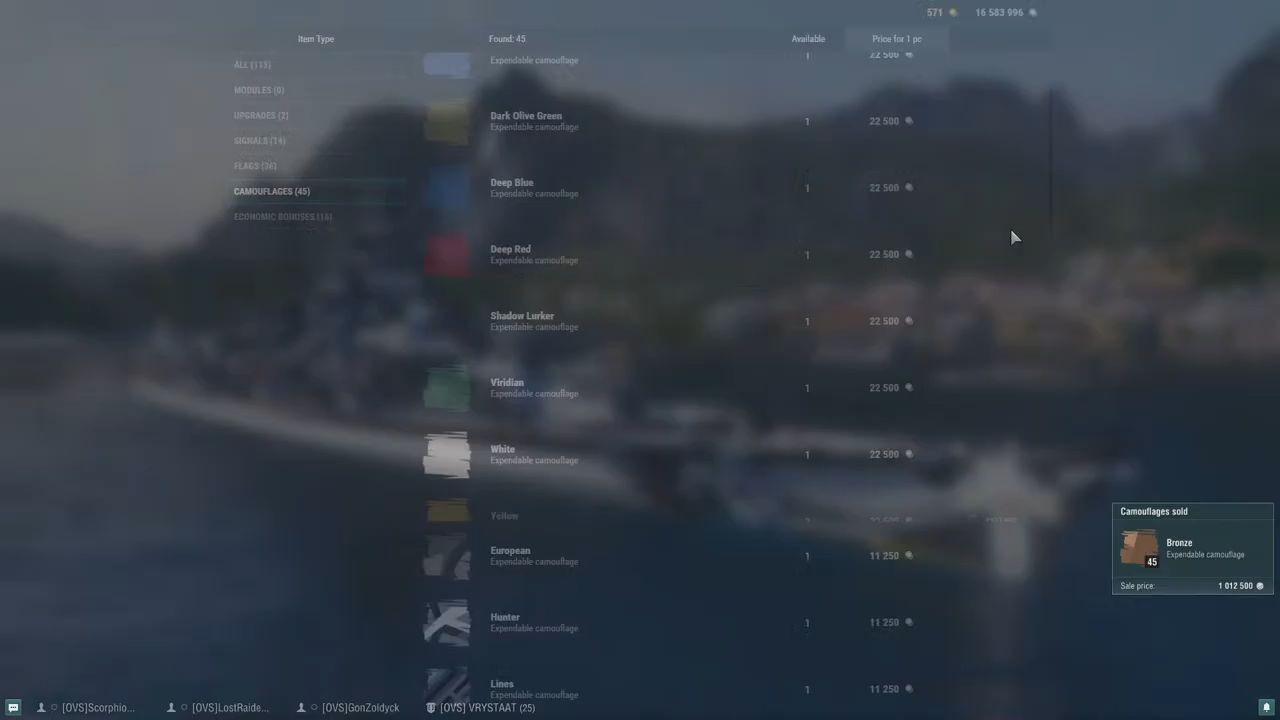 571 16 583 996
Item Type Found: 45 Available Price for 1 pc
ALL (113)
MODULES (0)
UPGRADES (2)
SIGNALS (14)
FLAGS (36)
CAMOUFLAGES (45)
ECONOMIC BONUSES (16)
Expendable camouflage 1 22 500
Dark Olive Green
Expendable camouflage 1 22 500
Deep Blue
Expendable camouflage 1 22 500
Deep Red
Expendable camouflage 1 22 500
Shadow Lurker
Expendable camouflage 1 22 500
Viridian
Expendable camouflage 1 22 500
White
Expendable camouflage 1 22 500
Yellow
European
Expendable camouflage 1 11 250
Hunter
Expendable camouflage 1 11 250
Lines
Expendable camouflage 1 11 250
Camouflages sold
Bronze
Expendable camouflage
45
Sale price: 1 012 500
[OVS]Scorphio... [OVS]LostRaide... [OVS]GonZoldyck [OVS] VRYSTAAT (25)